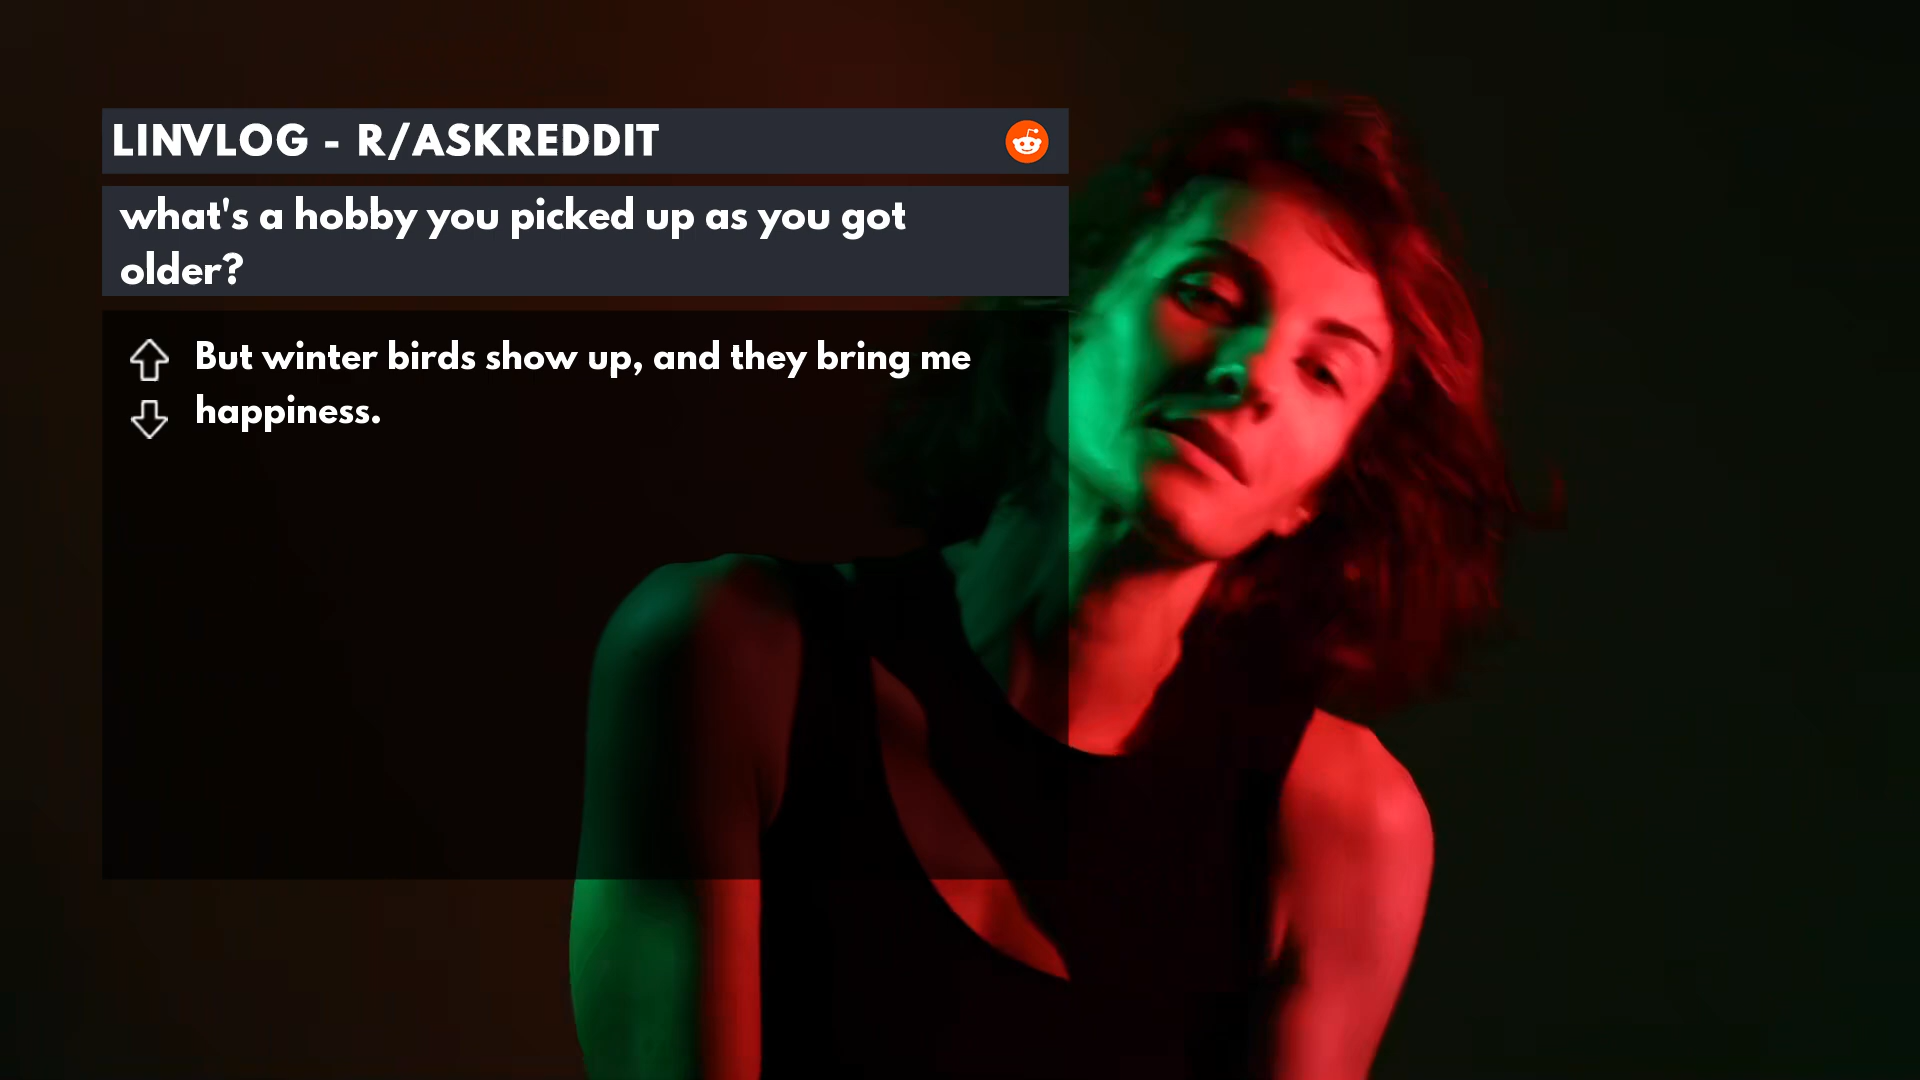 LINVLOG - R/ASKREDDIT
what's a hobby you picked up as you got
older?
But winter birds show up, and they bring me
happiness.